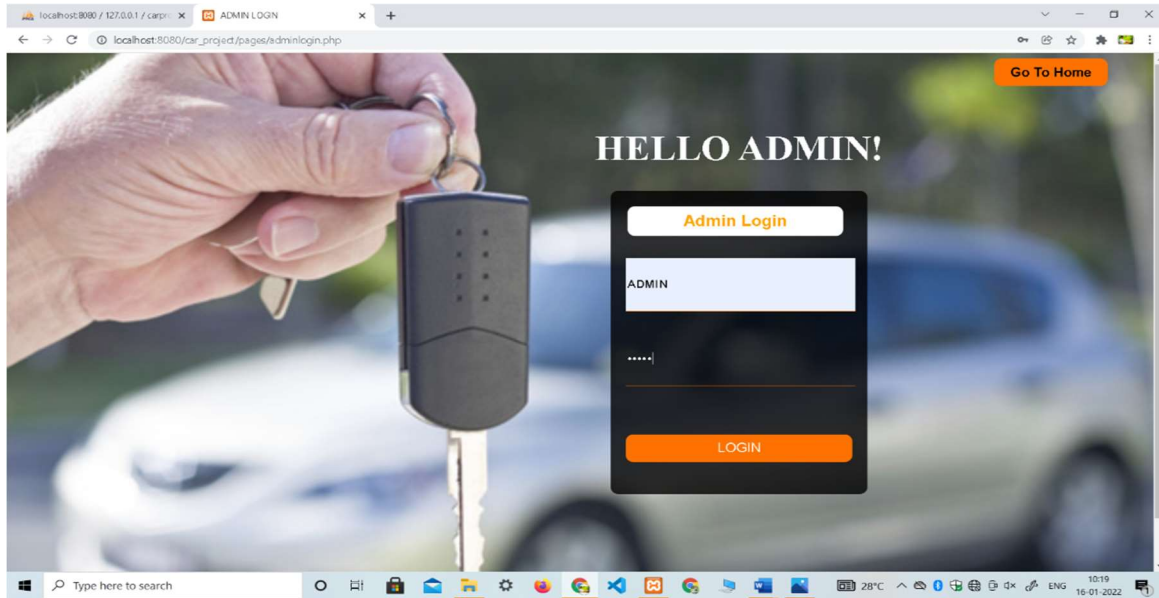 localhost:8080 / 127.0.0.1 / carpr
ADMIN LOGIN
localhost:8080/car_project/pages/adminlogin.php
Go To Home
HELLO ADMIN!
Admin Login
ADMIN
•••••
LOGIN
Type here to search
28°C
ENG
10:19
16-01-2022